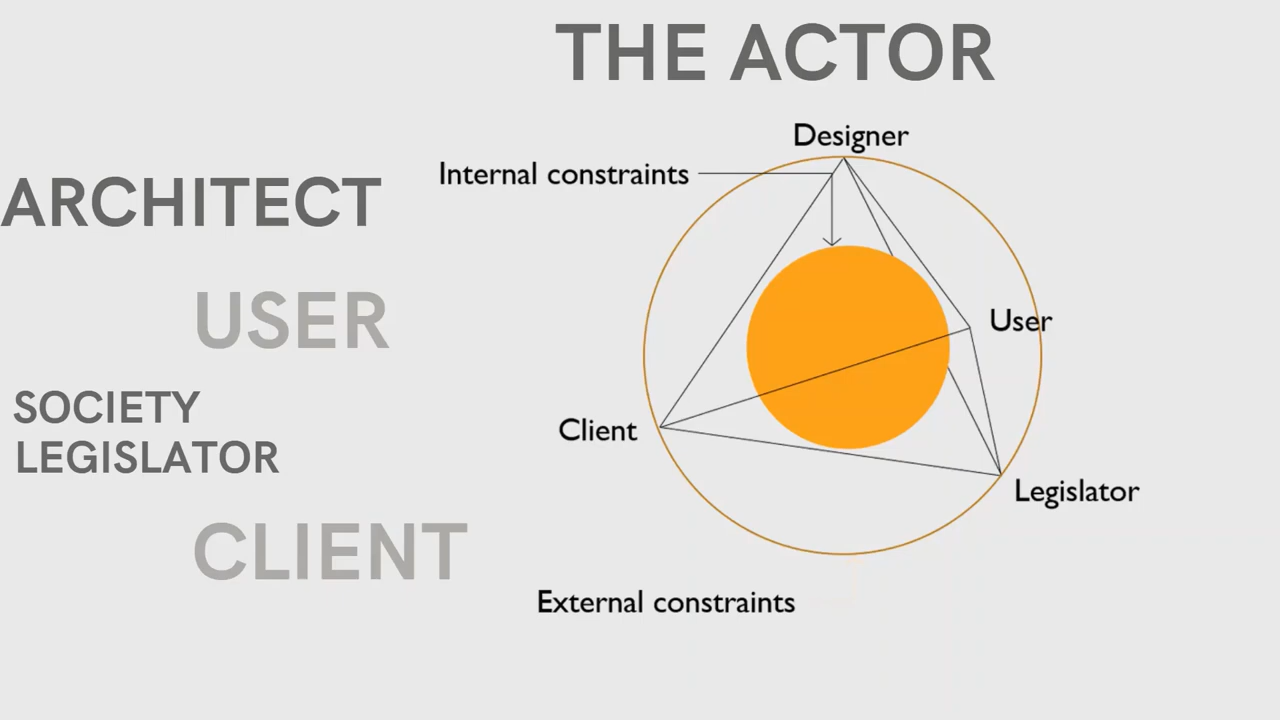 THE ACTOR
Designer
Internal constraints
ARCHITECT
USER
User
SOCIETY
LEGISLATOR
Client
Legislator
CLIENT
External constraints